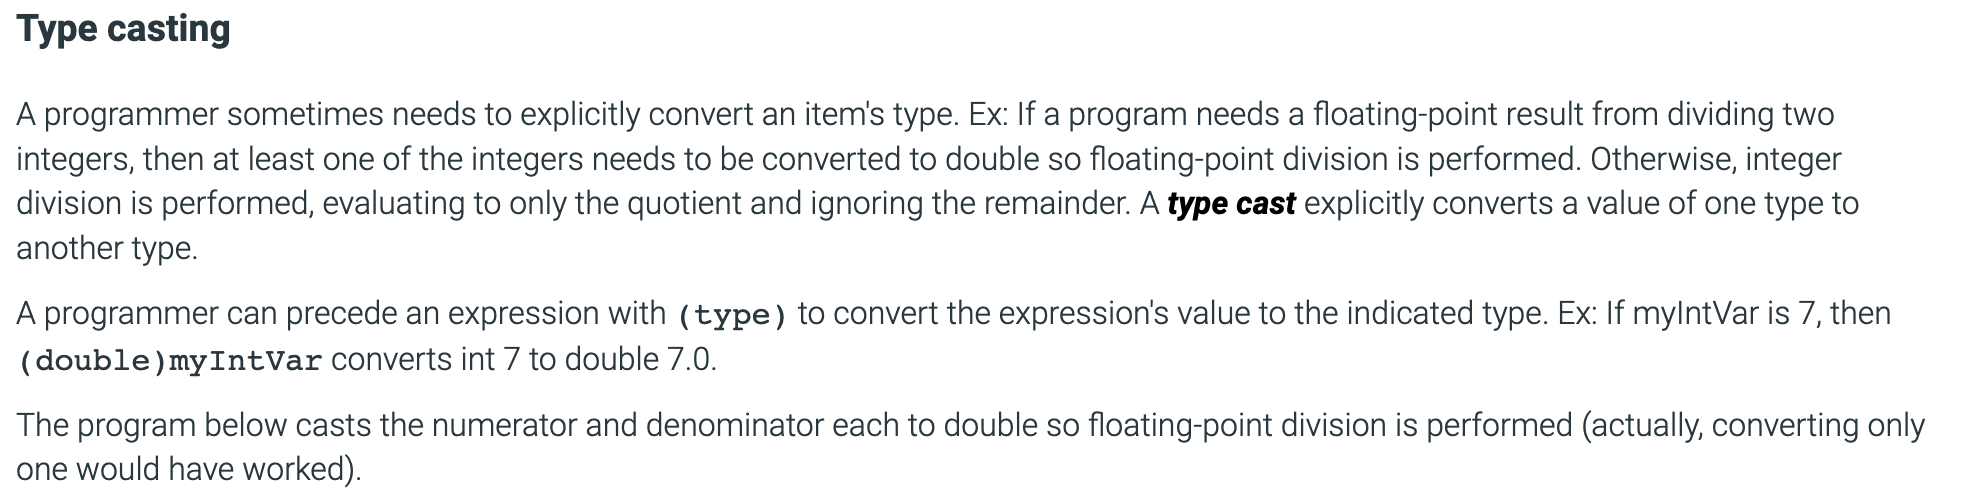 Type casting
A programmer sometimes needs to explicitly convert an item's type. Ex: If a program needs a floating-point result from dividing two
integers, then at least one of the integers needs to be converted to double so floating-point division is performed. Otherwise, integer
division is performed, evaluating to only the quotient and ignoring the remainder. A type cast explicitly converts a value of one type to
another type.
A programmer can precede an expression with (type) to convert the expression's value to the indicated type. Ex: If myIntVar is 7, then
(double)myIntVar converts int 7 to double 7.0.
The program below casts the numerator and denominator each to double so floating-point division is performed (actually, converting only
one would have worked).